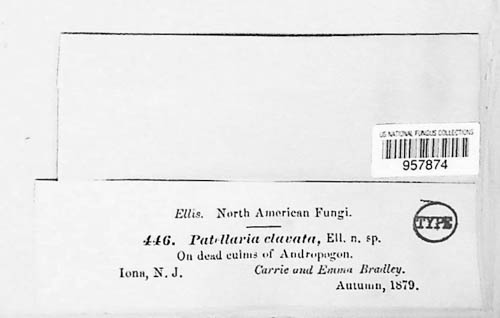 US NATIONAL FUNGUS COLLECTIONS
957874
Ellis. North American Fungi.
TYPE
446. Patellaria clavata, Ell. n. sp.
On dead culms of Andropogon.
Iona, N. J. Carrie and Emma Bradley.
Autumn, 1879.